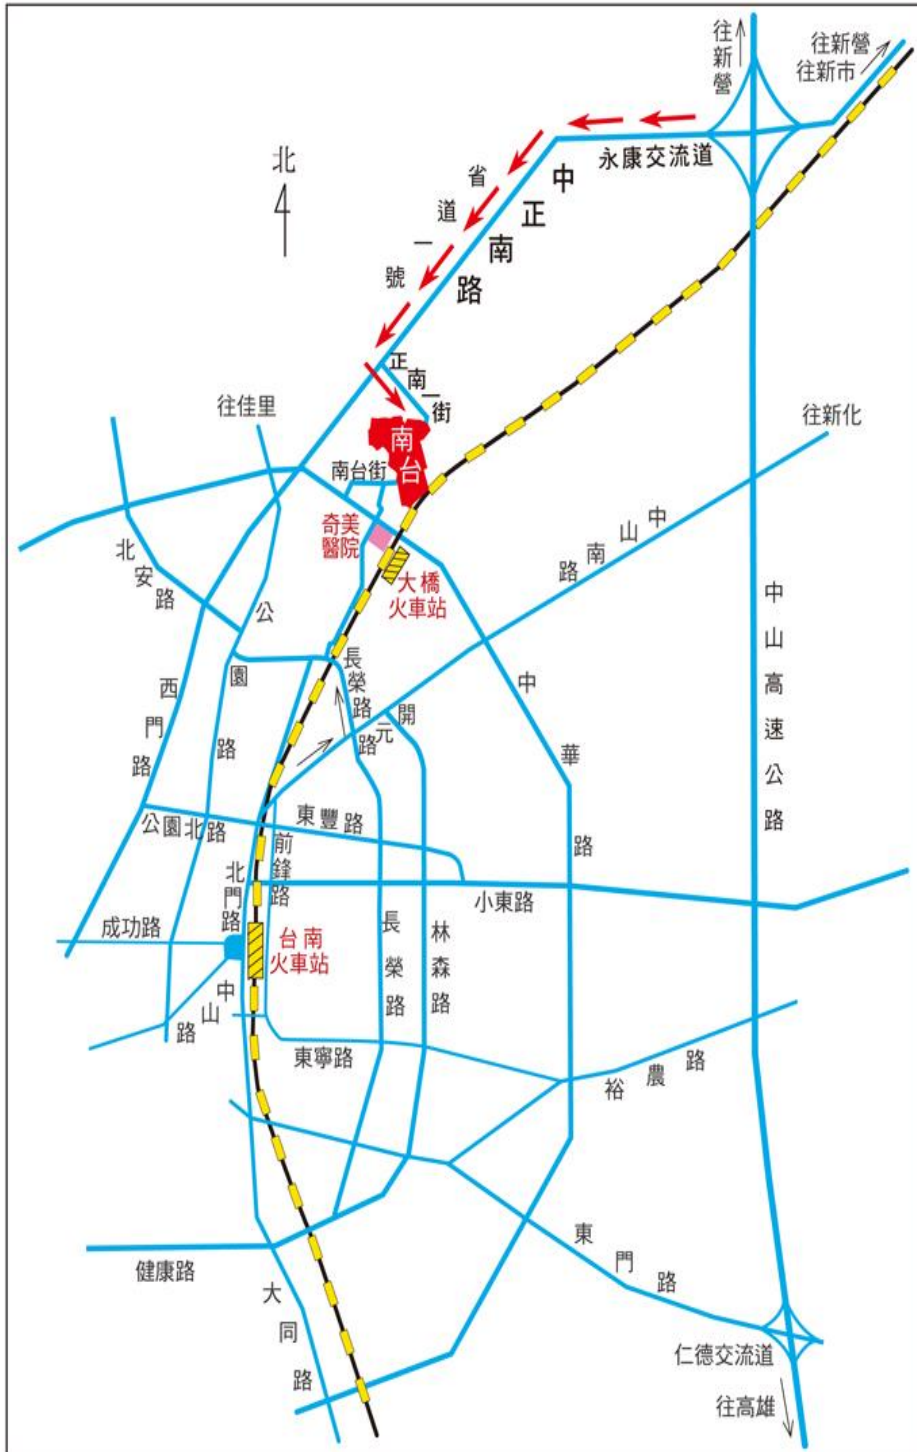 往新營
往新營
往新市
永康交流道
北
省道一號
中正南路
正南一街
往佳里
南台
南台街
往新化
奇美
醫院
大橋
火車站
中山南路
北安路
公園路
西門路
長榮路
開元路
中華路
中山高速公路
公園北路
東豐路
前鋒路
北門路
小東路
成功路
台南
火車站
長榮路
林森路
中山路
東寧路
裕農路
東門路
健康路
大同路
仁德交流道
往高雄